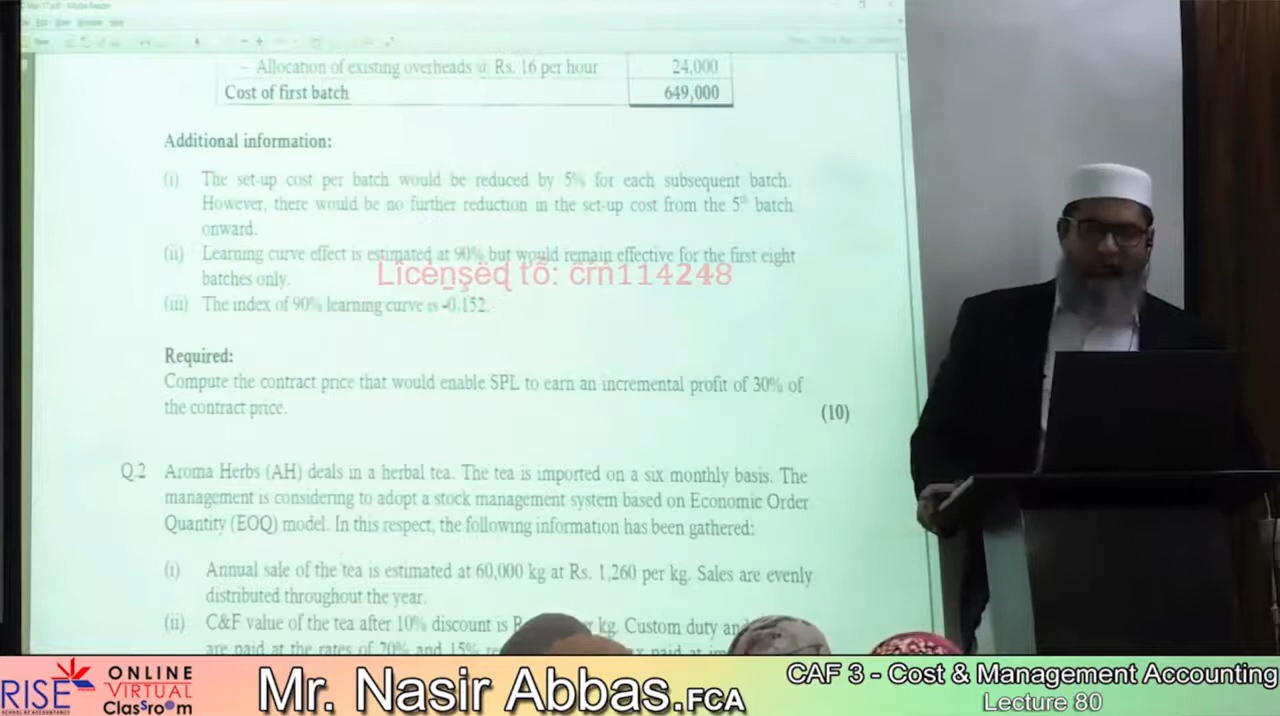 – Allocation of existing overheads @ Rs. 16 per hour 24,000
Cost of first batch 649,000
Additional information:
(i) The set-up cost per batch would be reduced by 5% for each subsequent batch.
However, there would be no further reduction in the set-up cost from the 5th batch
onward.
(ii) Learning curve effect is estimated at 90% but would remain effective for the first eight
batches only.
Licensed to: crn114248
(iii) The index of 90% learning curve is -0.152.
Required:
Compute the contract price that would enable SPL to earn an incremental profit of 30% of
the contract price.
(10)
Q.2 Aroma Herbs (AH) deals in a herbal tea. The tea is imported on a six monthly basis. The
management is considering to adopt a stock management system based on Economic Order
Quantity (EOQ) model. In this respect, the following information has been gathered:
(i) Annual sale of the tea is estimated at 60,000 kg at Rs. 1,260 per kg. Sales are evenly
distributed throughout the year.
(ii) C&F value of the tea after 10% discount is kg. Custom duty and
are paid at the rates of 20% and 15%
RISE
ONLINE
VIRTUAL
Classroom
Mr. Nasir Abbas.FCA
CAF 3 - Cost & Management Accounting
Lecture 80